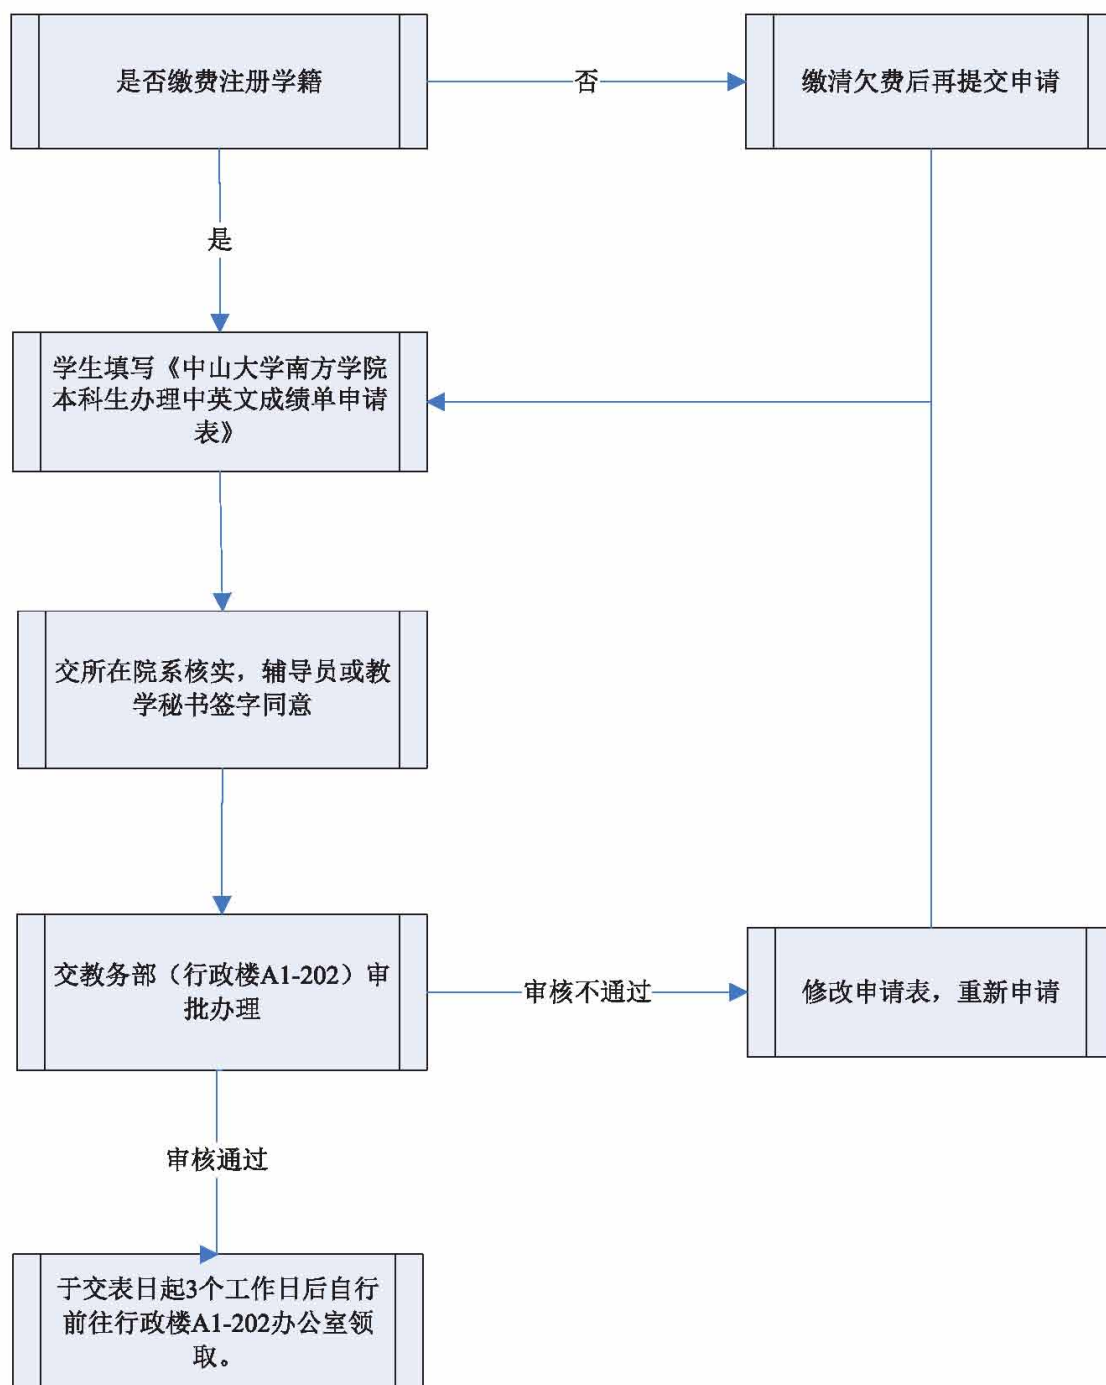 是否缴费注册学籍
否
缴清欠费后再提交申请
是
学生填写《中山大学南方学院
本科生办理中英文成绩单申请
表》
交所在院系核实，辅导员或教
学秘书签字同意
交教务部（行政楼A1-202）审
批办理
审核不通过
修改申请表，重新申请
审核通过
于交表日起3个工作日后自行
前往行政楼A1-202办公室领
取。